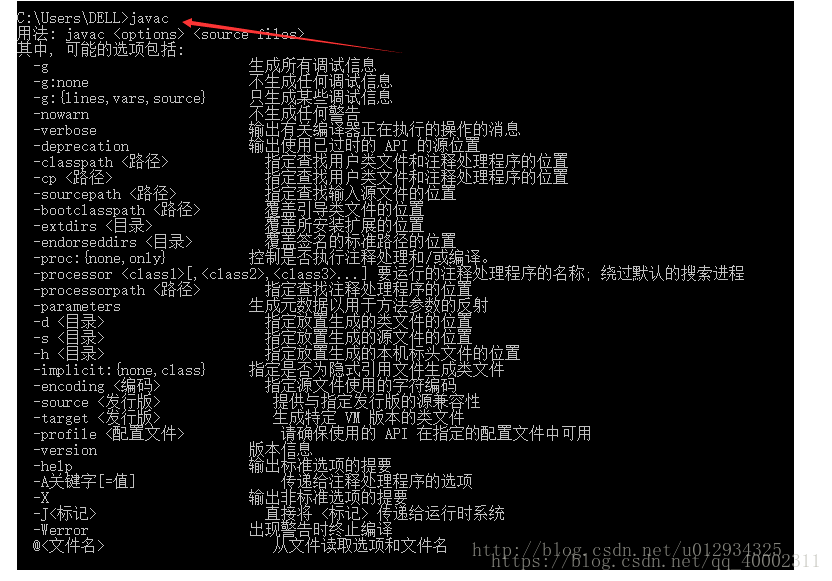 C:\Users\DELL>javac
用法: javac <options> <source files>
其中, 可能的选项包括:
-g 生成所有调试信息
-g:none 不生成任何调试信息
-g:{lines,vars,source} 只生成某些调试信息
-nowarn 不生成任何警告
-verbose 输出有关编译器正在执行的操作的消息
-deprecation 输出使用已过时的 API 的源位置
-classpath <路径> 指定查找用户类文件和注释处理程序的位置
-cp <路径> 指定查找用户类文件和注释处理程序的位置
-sourcepath <路径> 指定查找输入源文件的位置
-bootclasspath <路径> 覆盖引导类文件的位置
-extdirs <目录> 覆盖所安装扩展的位置
-endorseddirs <目录> 覆盖签名的标准路径的位置
-proc:{none,only} 控制是否执行注释处理和/或编译。
-processor <class1>[,<class2>,<class3>...] 要运行的注释处理程序的名称; 绕过默认的搜索进程
-processorpath <路径> 指定查找注释处理程序的位置
-parameters 生成元数据以用于方法参数的反射
-d <目录> 指定放置生成的类文件的位置
-s <目录> 指定放置生成的源文件的位置
-h <目录> 指定放置生成的本机标头文件的位置
-implicit:{none,class} 指定是否为隐式引用文件生成类文件
-encoding <编码> 指定源文件使用的字符编码
-source <发行版> 提供与指定发行版的源兼容性
-target <发行版> 生成特定 VM 版本的类文件
-profile <配置文件> 请确保使用的 API 在指定的配置文件中可用
-version 版本信息
-help 输出标准选项的提要
-A关键字[=值] 传递给注释处理程序的选项
-X 输出非标准选项的提要
-J<标记> 直接将 <标记> 传递给运行时系统
-Werror 出现警告时终止编译
@<文件名> 从文件读取选项和文件名
http://blog.csdn.net/u012934325
https://blog.csdn.net/qq_40002311